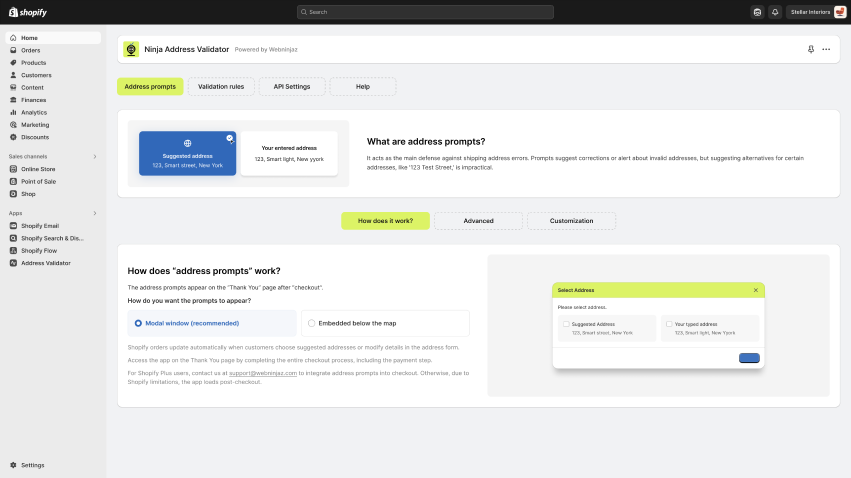 shopify
Search
Stellar Interiors
Home
Orders
Products
Customers
Content
Finances
Analytics
Marketing
Discounts
Sales channels
Online Store
Point of Sale
Shop
Apps
Shopify Email
Shopify Search & Dis...
Shopify Flow
Address Validator
Settings
Ninja Address Validator Powered by Webninjaz
Address prompts
Validation rules
API Settings
Help
Suggested address
123, Smart street, New York
Your entered address
123, Smart light, New yyork
What are address prompts?
It acts as the main defense against shipping address errors. Prompts suggest corrections or alert about invalid addresses, but suggesting alternatives for certain
addresses, like '123 Test Street,' is impractical.
How does it work?
Advanced
Customization
How does “address prompts” work?
The address prompts appear on the “Thank You” page after “checkout”.
How do you want the prompts to appear?
Modal window (recommended)
Embedded below the map
Shopify orders update automatically when customers choose suggested addresses or modify details in the address form.
Access the app on the Thank You page by completing the entire checkout process, including the payment step.
For Shopify Plus users, contact us at support@webninjaz.com to integrate address prompts into checkout. Otherwise, due to
Shopify limitations, the app loads post-checkout.
Select Address
Please select address.
Suggested Address
123, Smart street, New York
Your typed address
123, Smart light, New Yyork